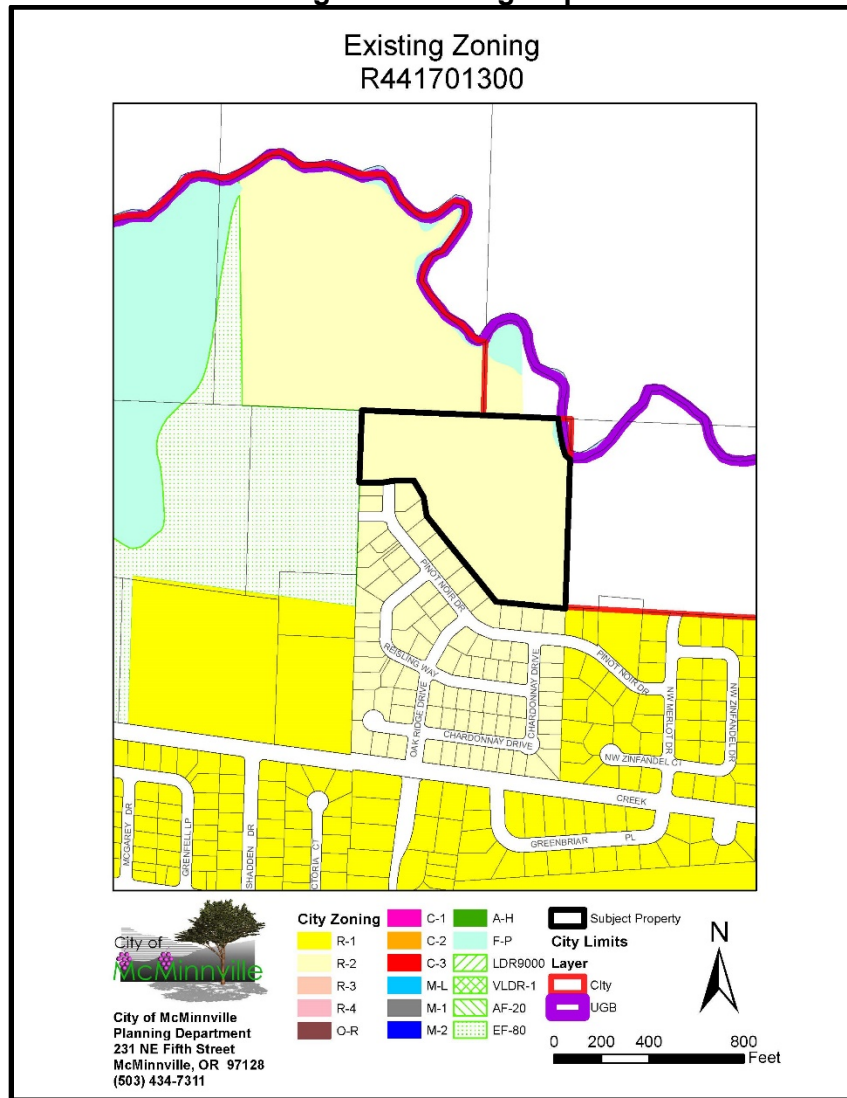 Existing Zoning
R441701300
PINOT NOIR DR
REISLING WAY
OAK RIDGE DRIVE
CHARDONNAY DRIVE
CHARDONNAY DRIVE
PINOT NOIR DR
NW MERLOT DR
NW ZINFANDEL DR
NW ZINFANDEL CT
CREEK
GREENBRIAR PL
MCGAREY DR
GRENFELL LP
SHADDEN DR
CTORIA CT
City of
McMinnville
City of McMinnville
Planning Department
231 NE Fifth Street
McMinnville, OR 97128
(503) 434-7311
City Zoning
R-1
R-2
R-3
R-4
O-R
C-1
C-2
C-3
M-L
M-1
M-2
A-H
F-P
LDR9000
VLDR-1
AF-20
EF-80
Subject Property
City Limits
Layer
CIty
UGB
N
0 200 400 800
Feet